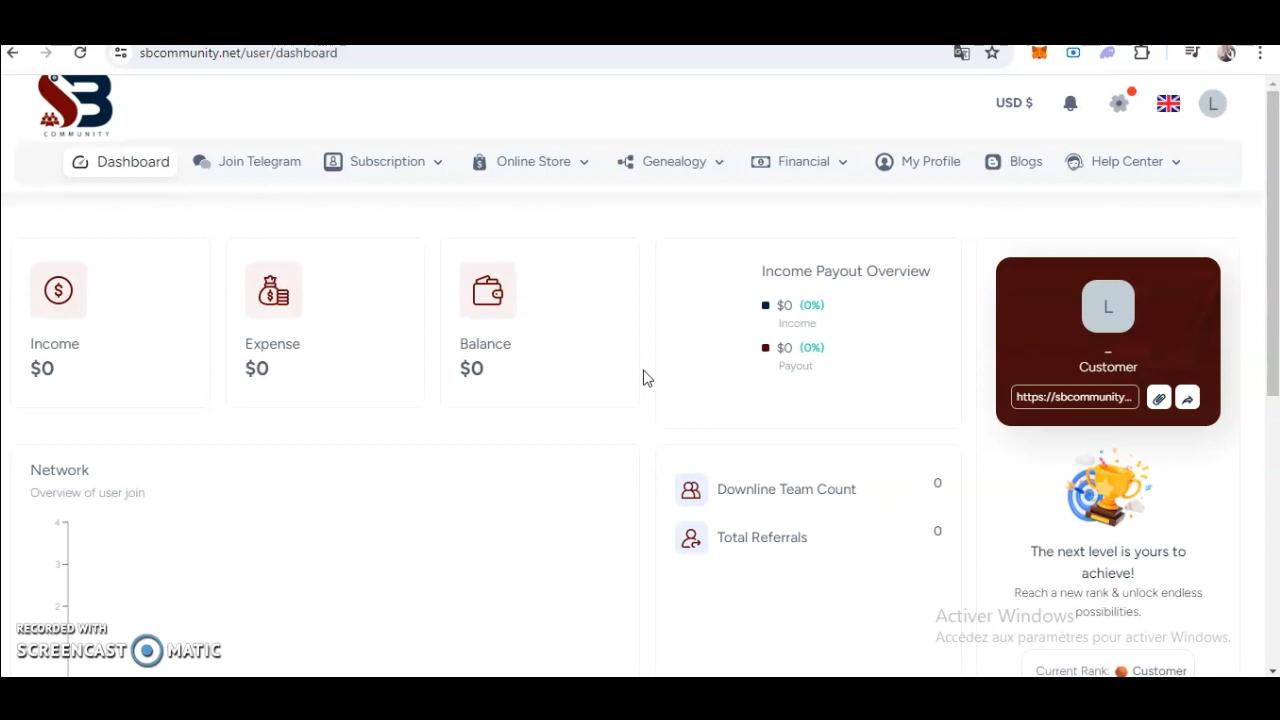 sbcommunity.net/user/dashboard
SB
COMMUNITY
USD $
L
Dashboard
Join Telegram
Subscription
Online Store
Genealogy
Financial
My Profile
Blogs
Help Center
Income
$0
Expense
$0
Balance
$0
Income Payout Overview
$0 (0%)
Income
$0 (0%)
Payout
L
_
Customer
https://sbcommunity...
Network
Overview of user join
4
3
2
Downline Team Count 0
Total Referrals 0
The next level is yours to
achieve!
Reach a new rank & unlock endless
possibilities.
Current Rank: Customer
Activer Windows
Accédez aux paramètres pour activer Windows.
RECORDED WITH
SCREENCAST MATIC